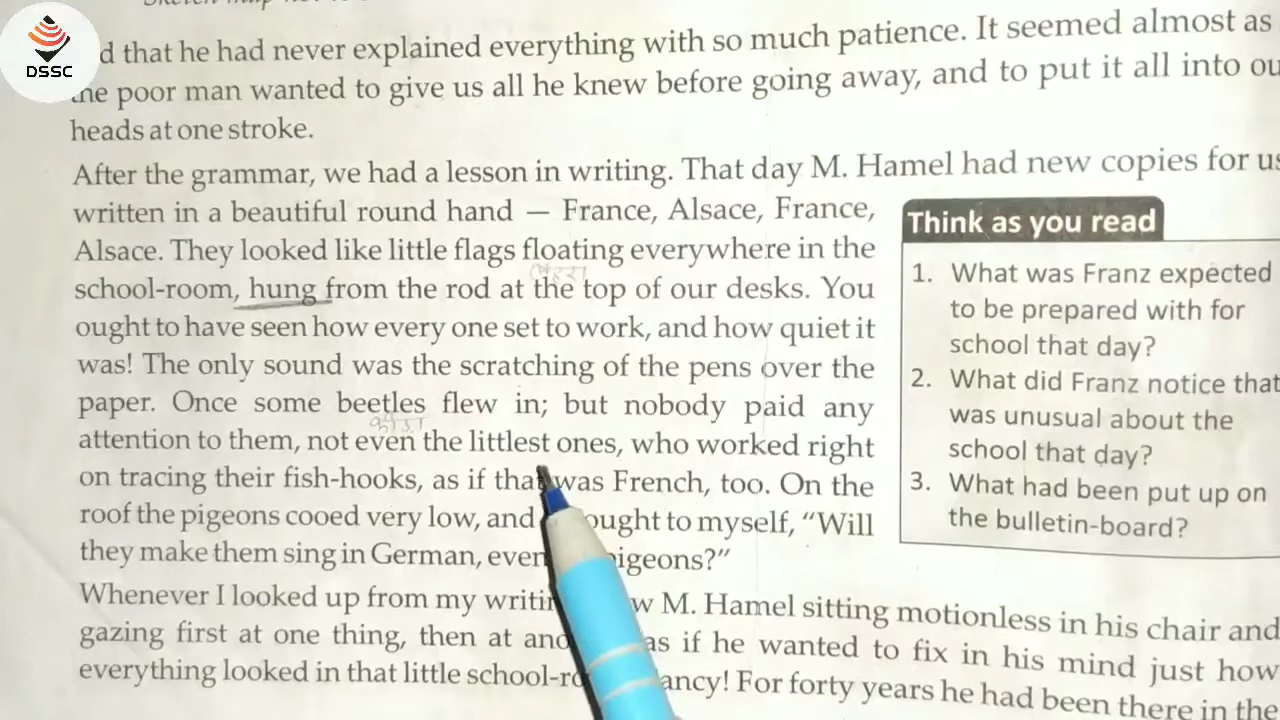 DSSC
d that he had never explained everything with so much patience. It seemed almost as
the poor man wanted to give us all he knew before going away, and to put it all into ou
heads at one stroke.
After the grammar, we had a lesson in writing. That day M. Hamel had new copies for us
written in a beautiful round hand — France, Alsace, France,
Alsace. They looked like little flags floating everywhere in the
school-room, hung from the rod at the top of our desks. You
ought to have seen how every one set to work, and how quiet it
was! The only sound was the scratching of the pens over the
paper. Once some beetles flew in; but nobody paid any
attention to them, not even the littlest ones, who worked right
on tracing their fish-hooks, as if that was French, too. On the
roof the pigeons cooed very low, and ought to myself, “Will
they make them sing in German, even igeons?”
Whenever I looked up from my writin w M. Hamel sitting motionless in his chair and
gazing first at one thing, then at ano as if he wanted to fix in his mind just how
everything looked in that little school-ro ancy! For forty years he had been there in the
Think as you read
1. What was Franz expected
to be prepared with for
school that day?
2. What did Franz notice that
was unusual about the
school that day?
3. What had been put up on
the bulletin-board?